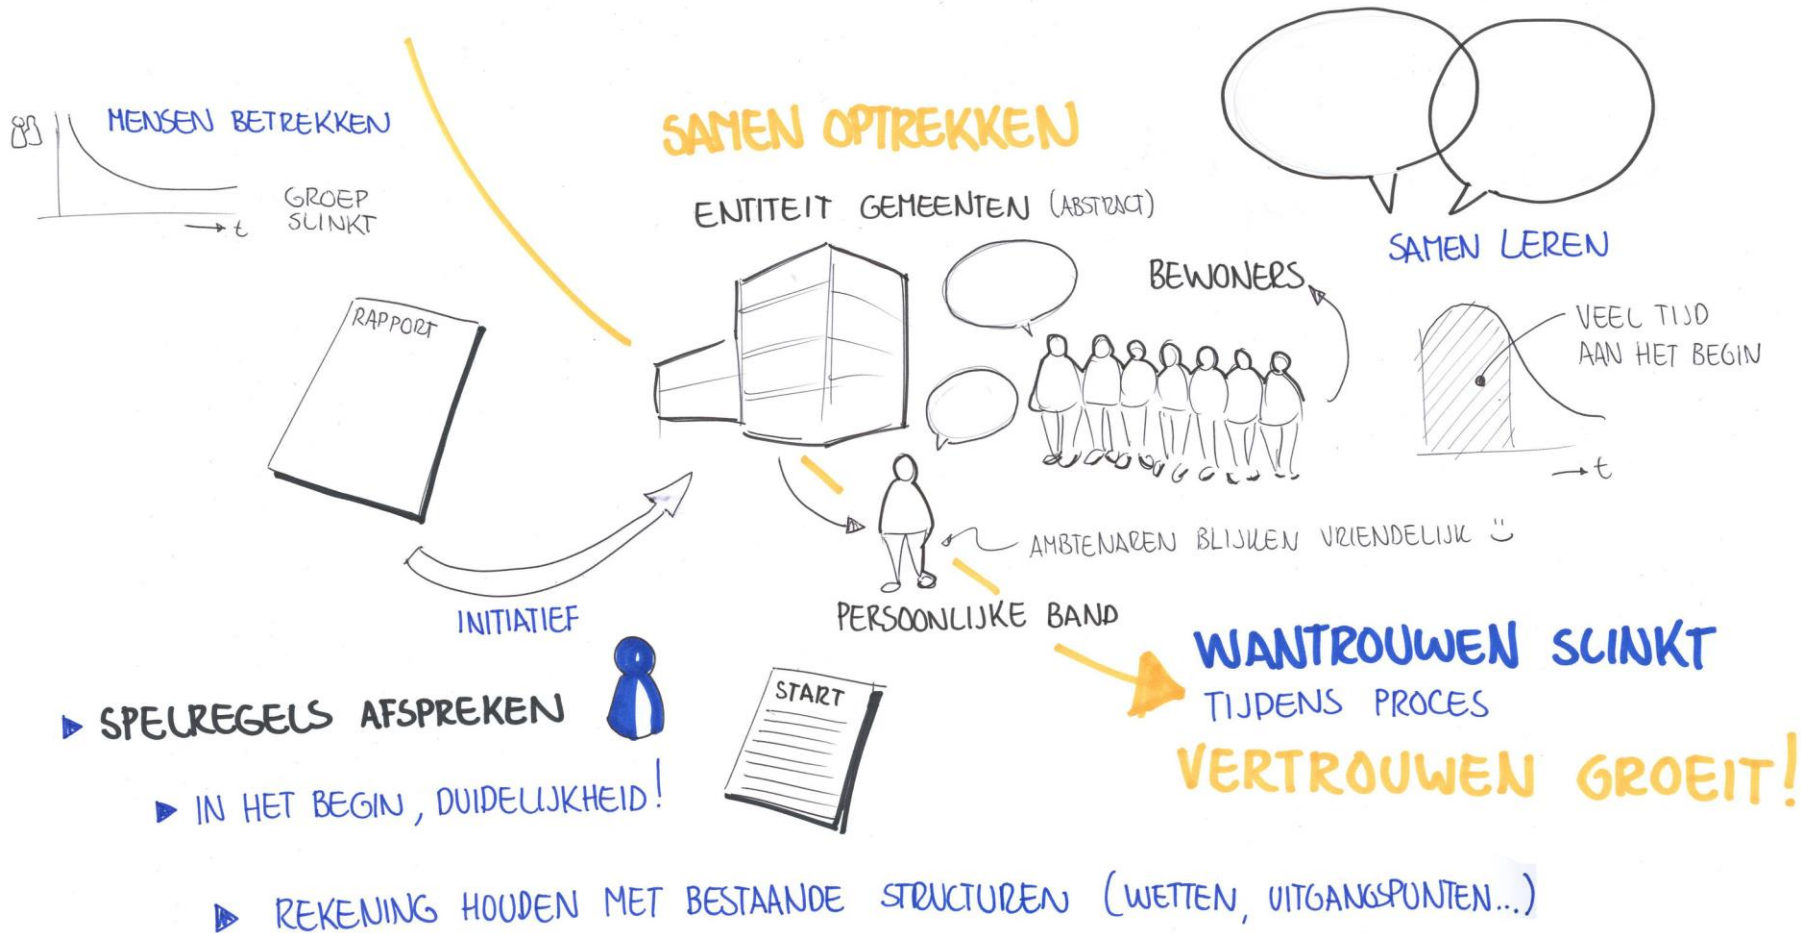 MENSEN BETREKKEN
GROEP
SLINKT
t
SAMEN OPTREKKEN
ENTITEIT GEMEENTEN (ABSTRACT)
SAMEN LEREN
BEWONERS
VEEL TIJD
AAN HET BEGIN
t
RAPPORT
AMBTENAREN BLIJKEN VRIENDELIJK
INITIATIEF
PERSOONLIJKE BAND
WANTROUWEN SLINKT
TIJDENS PROCES
VERTROUWEN GROEIT!
START
SPELREGELS AFSPREKEN
IN HET BEGIN, DUIDELIJKHEID!
REKENING HOUDEN MET BESTAANDE STRUCTUREN (WETTEN, UITGANGSPUNTEN...)